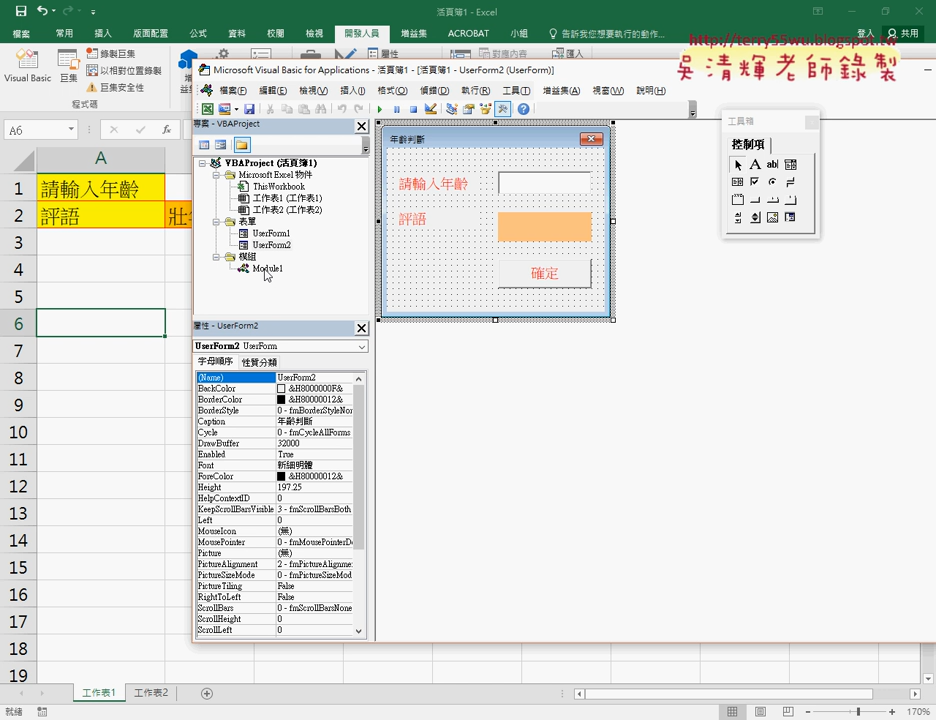 活頁簿1 - Excel
檔案 常用 插入 版面配置 公式 資料 校閱 檢視 開發人員 增益集 ACROBAT 小組 告訴我您想要執行的動作... 登入 共用
http://terry55wu.blogspot.tw
吳清輝老師錄製
Visual Basic 巨集 錄製巨集 以相對位置錄製 巨集安全性
程式碼
屬性 對應內容 匯入
Microsoft Visual Basic for Applications - 活頁簿1 - [活頁簿1 - UserForm2 (UserForm)]
檔案(F) 編輯(E) 檢視(V) 插入(I) 格式(O) 偵錯(D) 執行(R) 工具(T) 增益集(A) 視窗(W) 說明(H)
A6
專案 - VBAProject
VBAProject (活頁簿1)
Microsoft Excel 物件
ThisWorkbook
工作表1 (工作表1)
工作表2 (工作表2)
表單
UserForm1
UserForm2
模組
Module1
年齡判斷
請輸入年齡
評語
確定
工具箱
控制項
A
1 請輸入年齡
2 評語
3
4
5
6
7
8
9
10
11
12
13
14
15
16
17
18
19
屬性 - UserForm2
UserForm2 UserForm
字母順序 性質分類
(Name) UserForm2
BackColor &H8000000F&
BorderColor &H80000012&
BorderStyle 0 - fmBorderStyleNon
Caption 年齡判斷
Cycle 0 - fmCycleAllForms
DrawBuffer 32000
Enabled True
Font 新細明體
ForeColor &H80000012&
Height 197.25
HelpContextID 0
KeepScrollBarsVisible 3 - fmScrollBarsBoth
Left 0
MouseIcon (無)
MousePointer 0 - fmMousePointerDe
Picture (無)
PictureAlignment 2 - fmPictureAlignme
PictureSizeMode 0 - fmPictureSizeMod
PictureTiling False
RightToLeft False
ScrollBars 0 - fmScrollBarsNone
ScrollHeight 0
ScrollLeft 0
工作表1 工作表2
就緒
170%